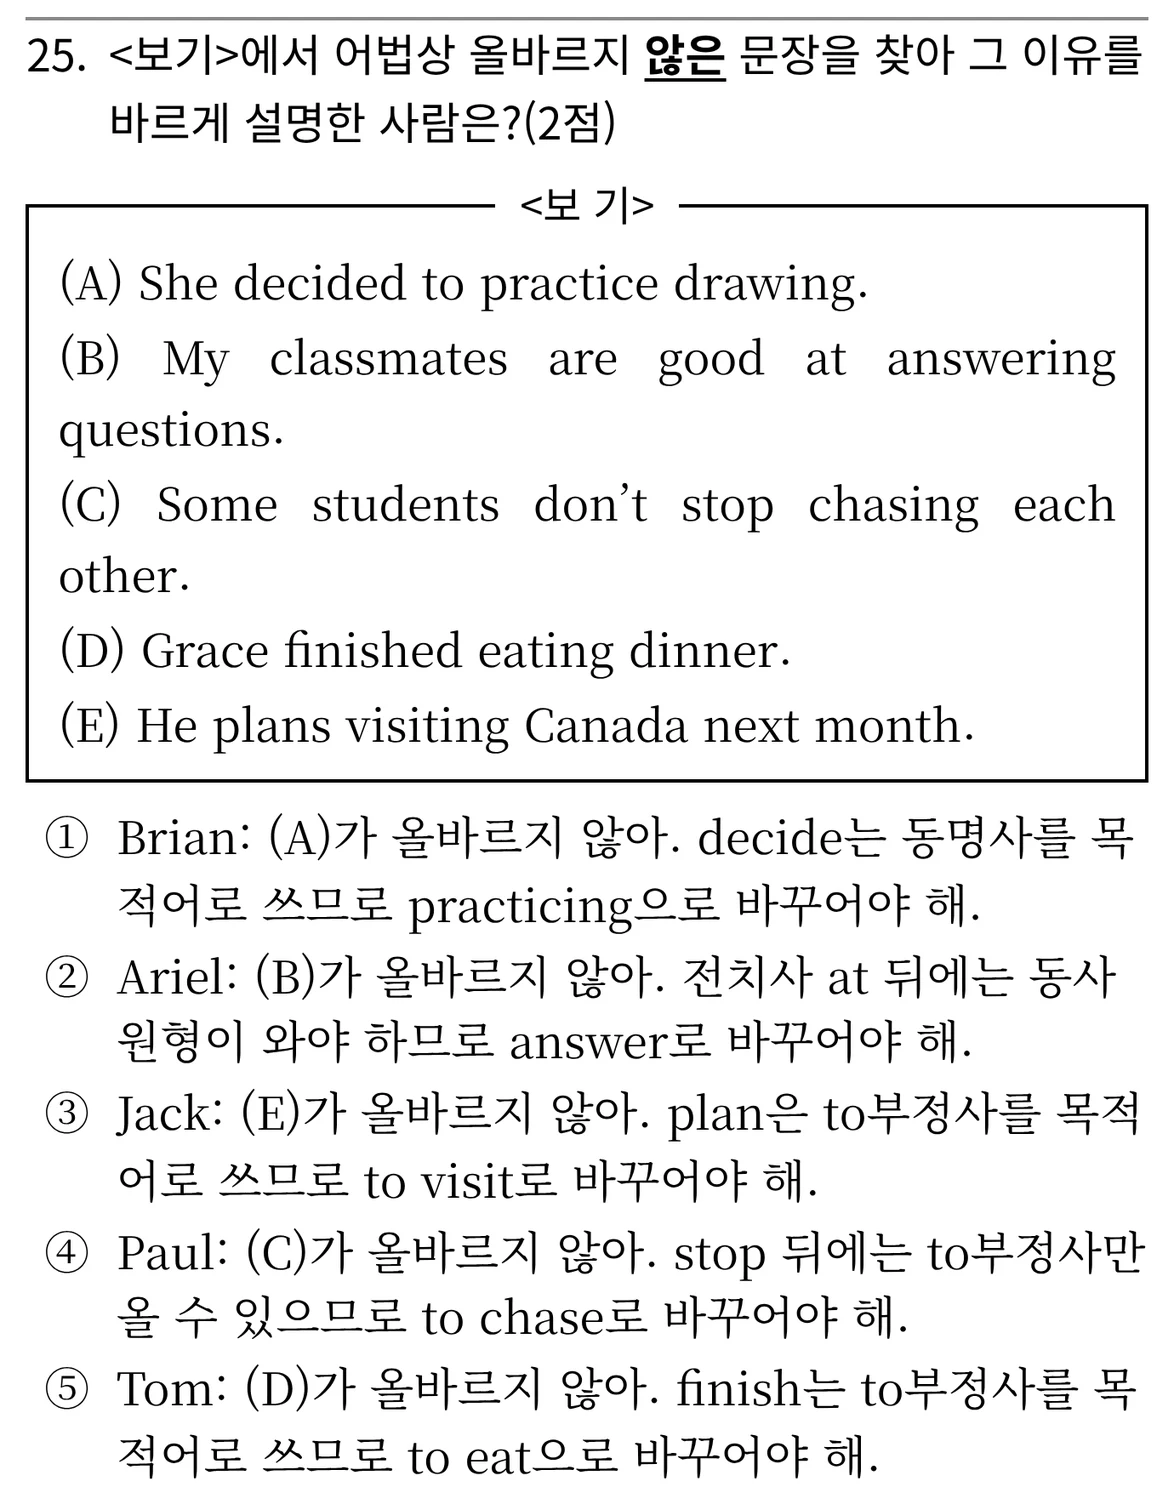 25. <보기>에서 어법상 올바르지 않은 문장을 찾아 그 이유를
바르게 설명한 사람은?(2점)
<보 기>
(A) She decided to practice drawing.
(B) My classmates are good at answering
questions.
(C) Some students don’t stop chasing each
other.
(D) Grace finished eating dinner.
(E) He plans visiting Canada next month.
① Brian: (A)가 올바르지 않아. decide는 동명사를 목
적어로 쓰므로 practicing으로 바꾸어야 해.
② Ariel: (B)가 올바르지 않아. 전치사 at 뒤에는 동사
원형이 와야 하므로 answer로 바꾸어야 해.
③ Jack: (E)가 올바르지 않아. plan은 to부정사를 목적
어로 쓰므로 to visit로 바꾸어야 해.
④ Paul: (C)가 올바르지 않아. stop 뒤에는 to부정사만
올 수 있으므로 to chase로 바꾸어야 해.
⑤ Tom: (D)가 올바르지 않아. finish는 to부정사를 목
적어로 쓰므로 to eat으로 바꾸어야 해.